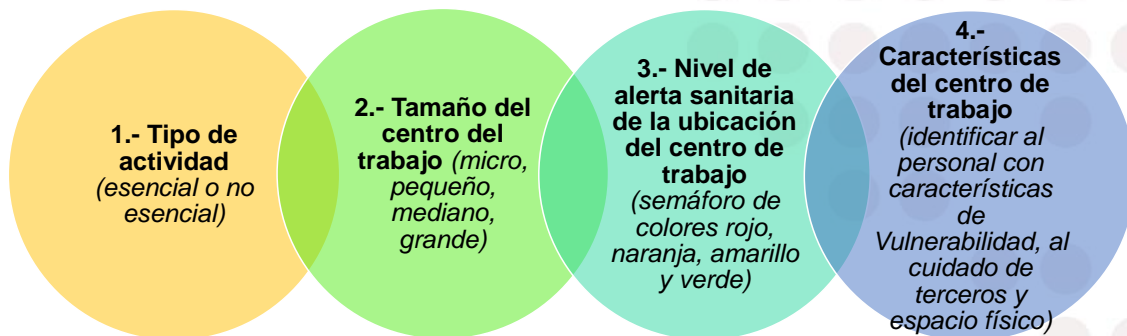 1.- Tipo de
actividad
(esencial o no
esencial)
2.- Tamaño del
centro del
trabajo (micro,
pequeño,
mediano,
grande)
3.- Nivel de
alerta sanitaria
de la ubicación
del centro de
trabajo
(semáforo de
colores rojo,
naranja, amarillo
y verde)
4.-
Características
del centro de
trabajo
(identificar al
personal con
características
de
Vulnerabilidad, al
cuidado de
terceros y
espacio físico)